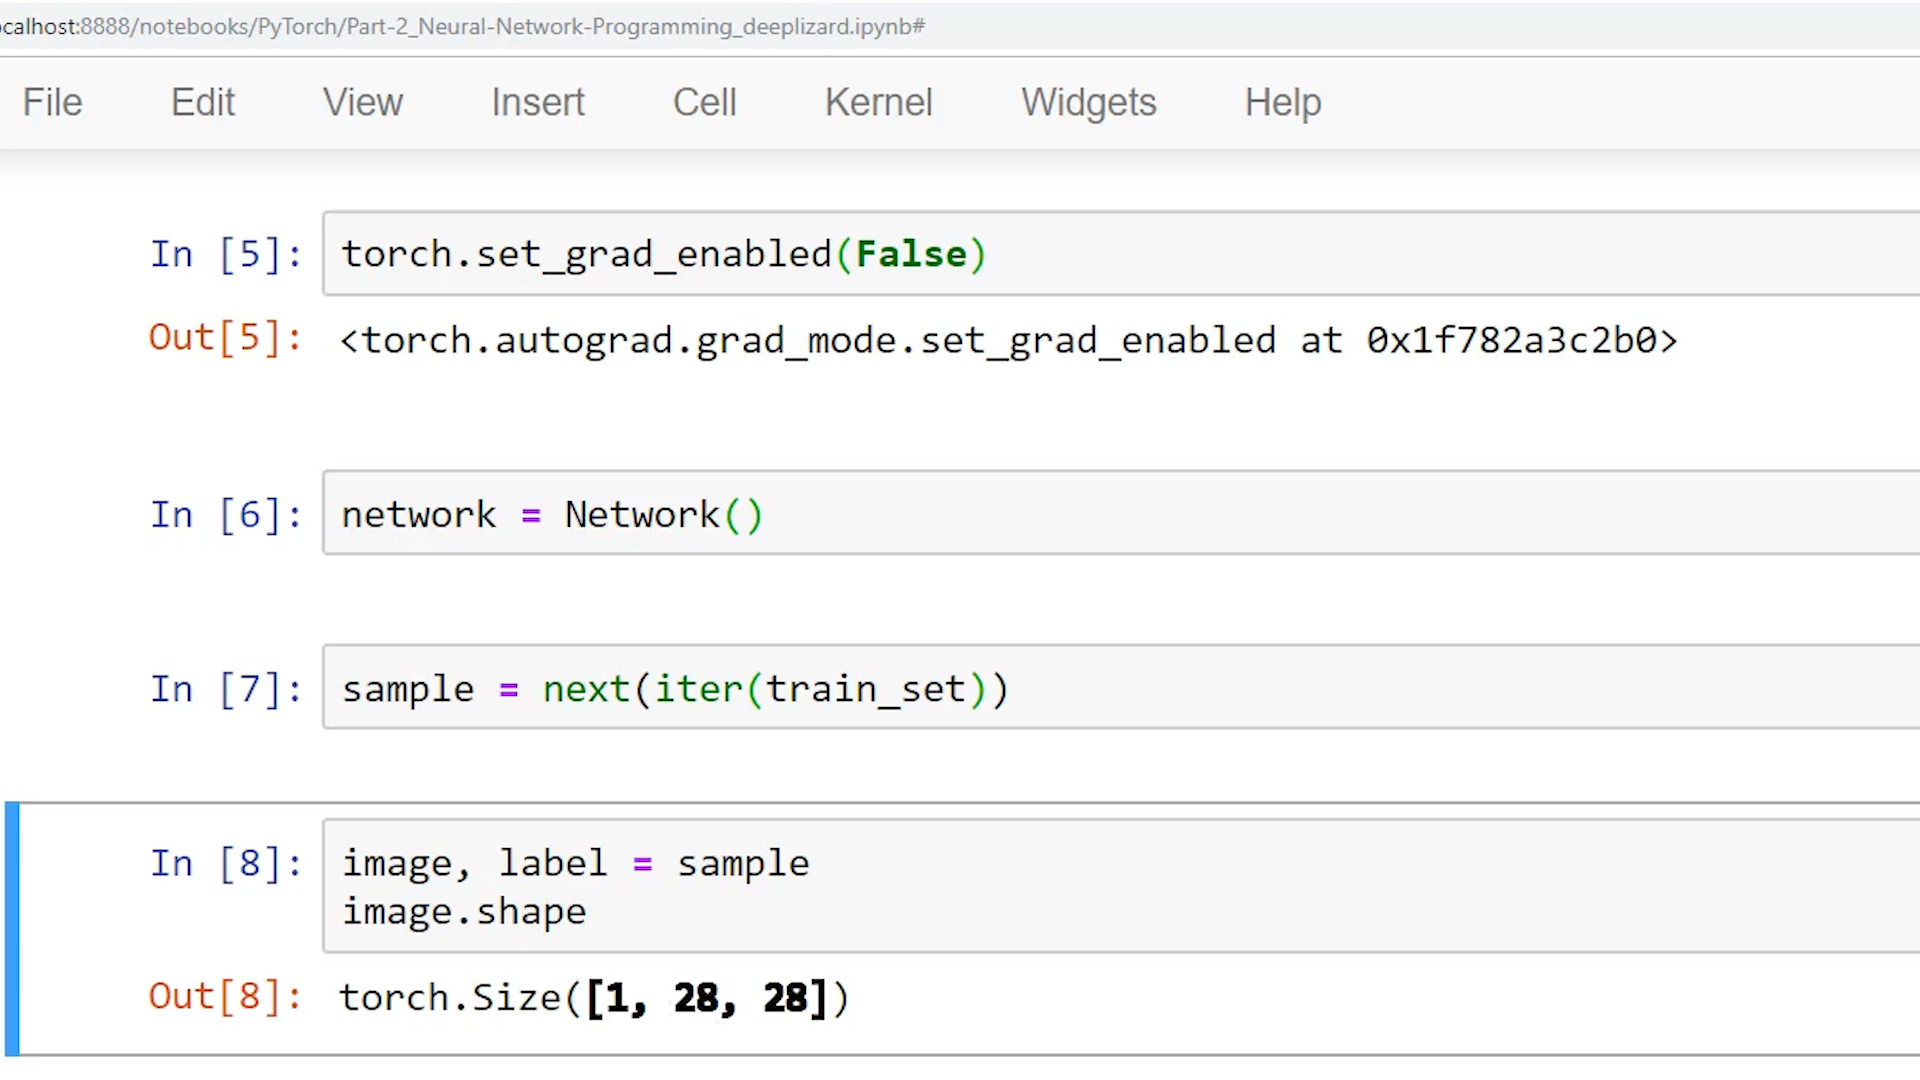 ocalhost:8888/notebooks/PyTorch/Part-2_Neural-Network-Programming_deeplizard.ipynb#
File Edit View Insert Cell Kernel Widgets Help
In [5]: torch.set_grad_enabled(False)
Out[5]: <torch.autograd.grad_mode.set_grad_enabled at 0x1f782a3c2b0>
In [6]: network = Network()
In [7]: sample = next(iter(train_set))
In [8]: image, label = sample
image.shape
Out[8]: torch.Size([1, 28, 28])